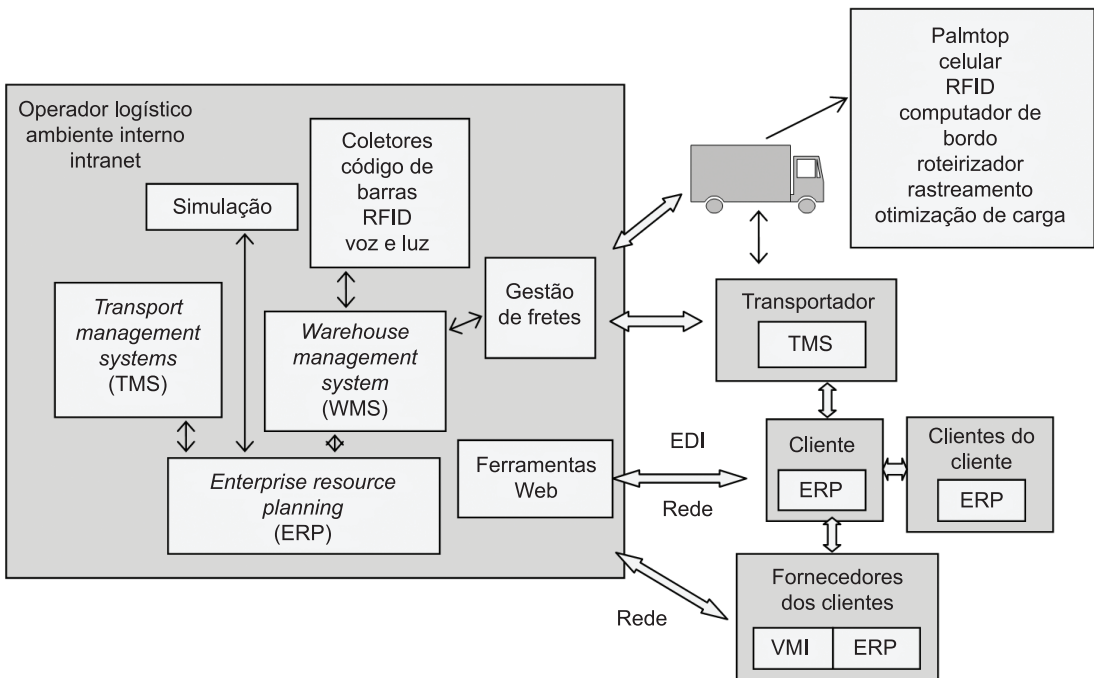 Operador logístico
ambiente interno
intranet
Simulação
Coletores
código de
barras
RFID
voz e luz
Transport
management
systems
(TMS)
Warehouse
management
system
(WMS)
Gestão
de fretes
Enterprise resource
planning
(ERP)
Ferramentas
Web
Palmtop
celular
RFID
computador de
bordo
roteirizador
rastreamento
otimização de carga
Transportador
TMS
EDI
Rede
Cliente
ERP
Clientes do
cliente
ERP
Rede
Fornecedores
dos clientes
VMI
ERP